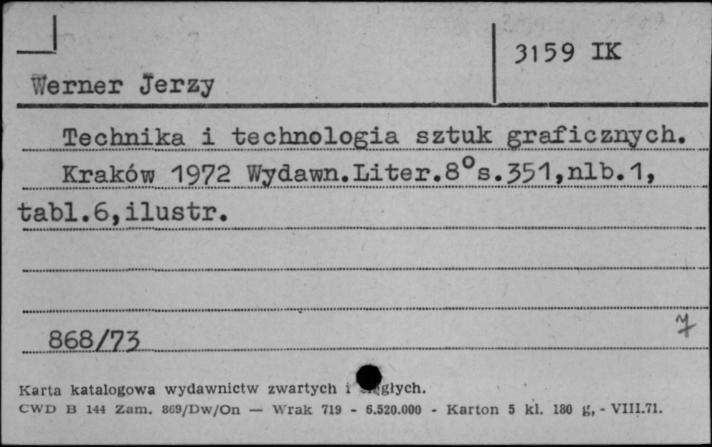 3159 IK
Werner Jerzy
Technika i technologia sztuk graficznych.
Kraków 1972 Wydawn.Liter.8°s.351,nlb.1,
tabl.6,ilustr.
868/73
7
Karta katalogowa wydawnictw zwartych i
CWD B 144 Zam. 869/Dw/On — Wrak 719 - 6.520.000 - Karton 5 kl. 180 g, - VIII.71.